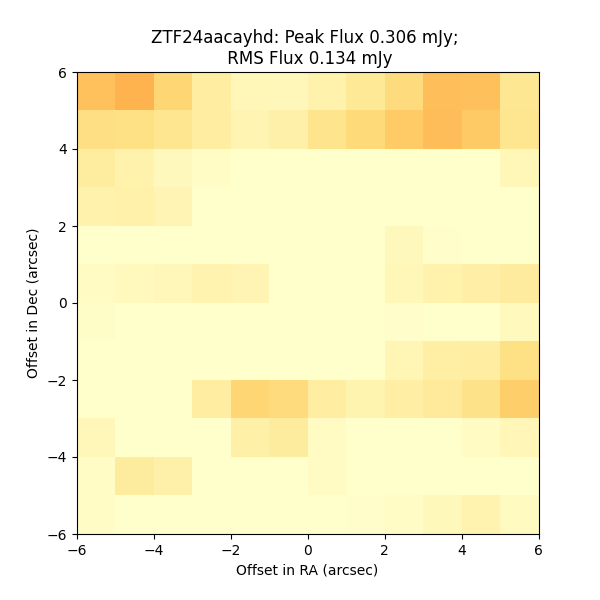 ZTF24aacayhd: Peak Flux 0.306 mJy;
RMS Flux 0.134 mJy
6
4
2
0
−2
−4
−6
Offset in Dec (arcsec)
−6 −4 −2 0 2 4 6
Offset in RA (arcsec)